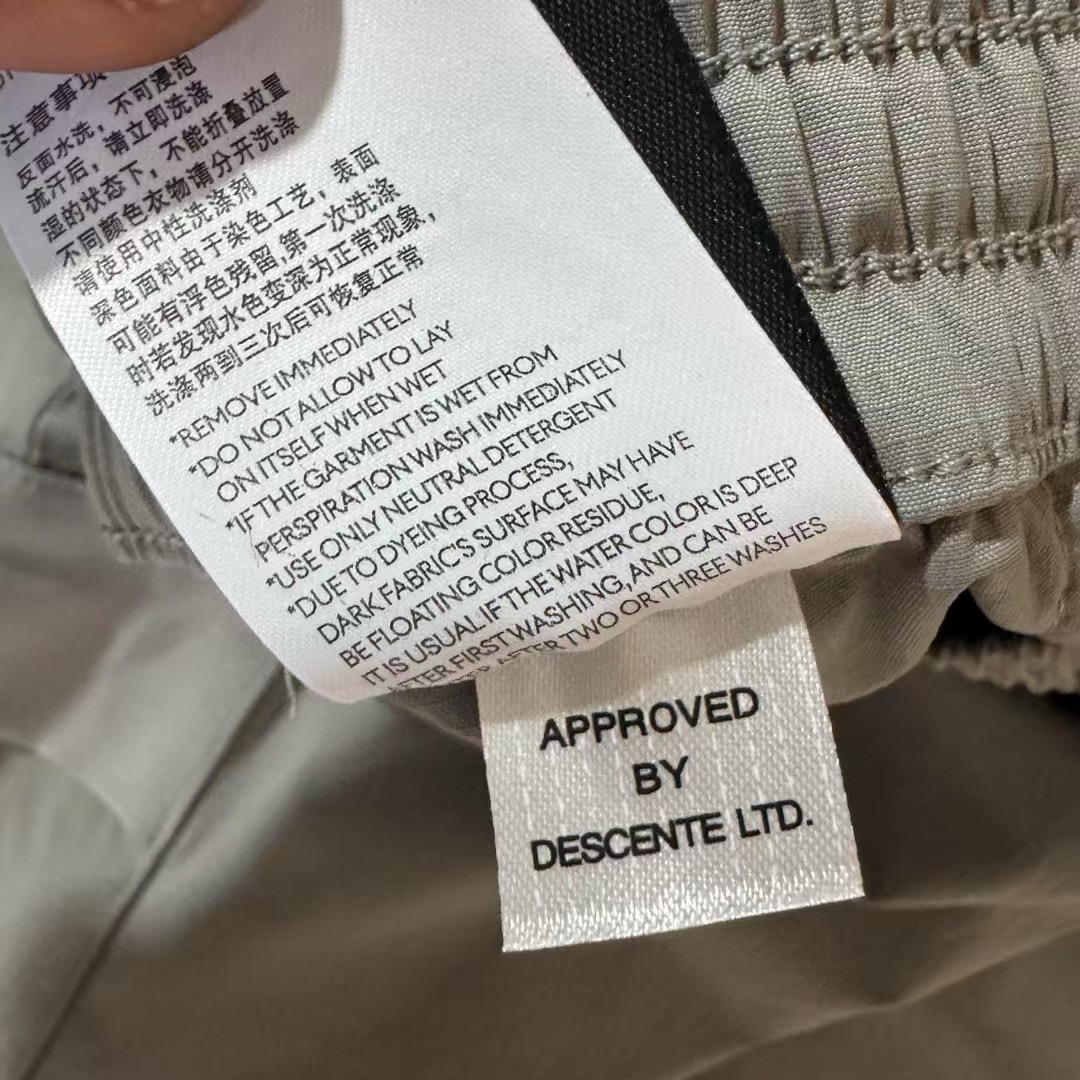 注意事项
反面水洗，不可浸泡
流汗后，请立即洗涤
湿的状态下，不能折叠放置
不同颜色衣物请分开洗涤
请使用中性洗涤剂
深色面料由于染色工艺，表面
可能有浮色残留,第一次洗涤
时若发现水色变深为正常现象，
洗涤两到三次后可恢复正常
*REMOVE IMMEDIATELY
*DO NOT ALLOW TO LAY
ON ITSELF WHEN WET
*IF THE GARMENT IS WET FROM
PERSPIRATION WASH IMMEDIATELY
*USE ONLY NEUTRAL DETERGENT
*DUE TO DYEING PROCESS,
DARK FABRIC'S SURFACE MAY HAVE
BE FLOATING COLOR RESIDUE,
IT IS USUAL IF THE WATER COLOR IS DEEP
AFTER FIRST WASHING, AND CAN BE
AFTER TWO OR THREE WASHES
APPROVED
BY
DESCENTE LTD.